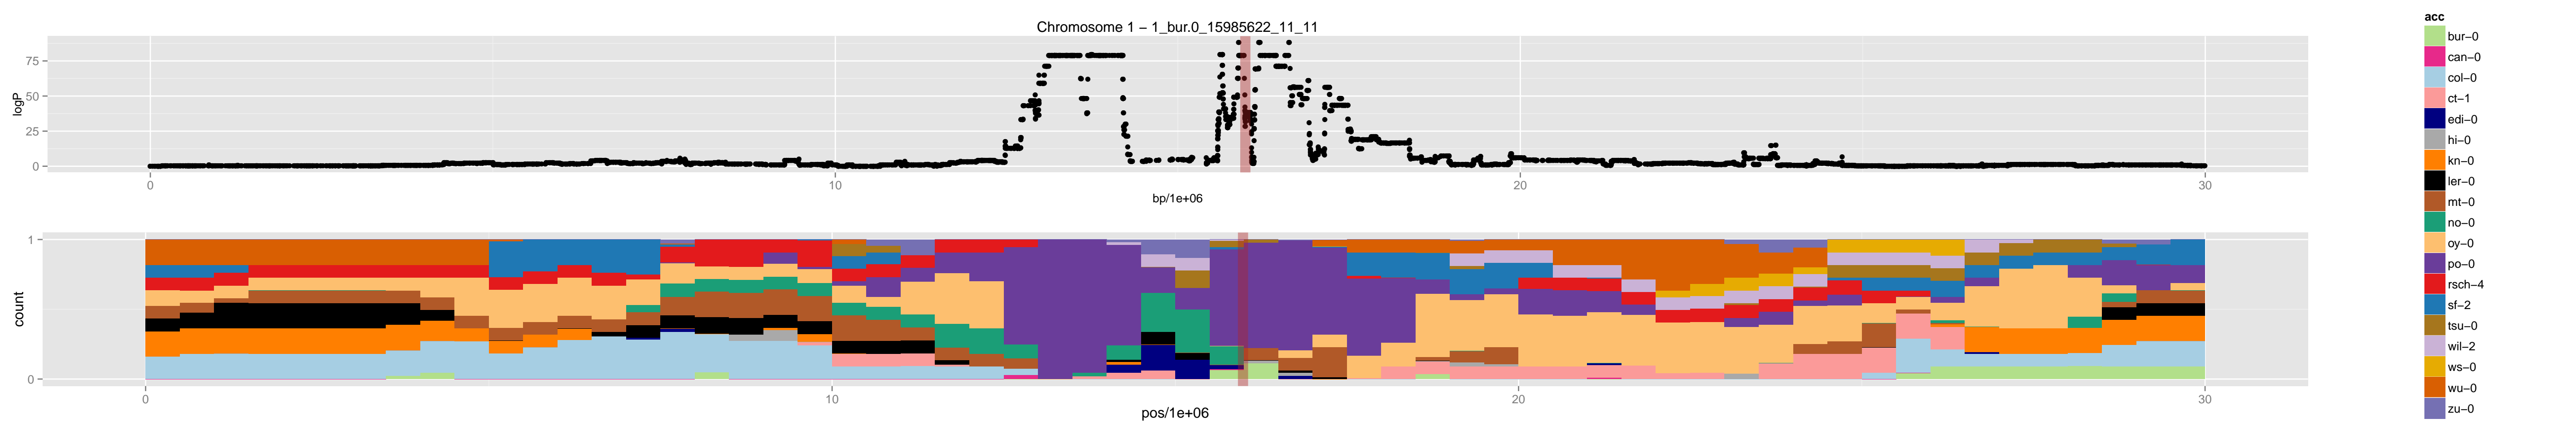 Chromosome 1 − 1_bur.0_15985622_11_11
logP
75
50
25
0
0
10
20
30
bp/1e+06
count
1
0
0
10
20
30
pos/1e+06
acc
bur−0
can−0
col−0
ct−1
edi−0
hi−0
kn−0
ler−0
mt−0
no−0
oy−0
po−0
rsch−4
sf−2
tsu−0
wil−2
ws−0
wu−0
zu−0